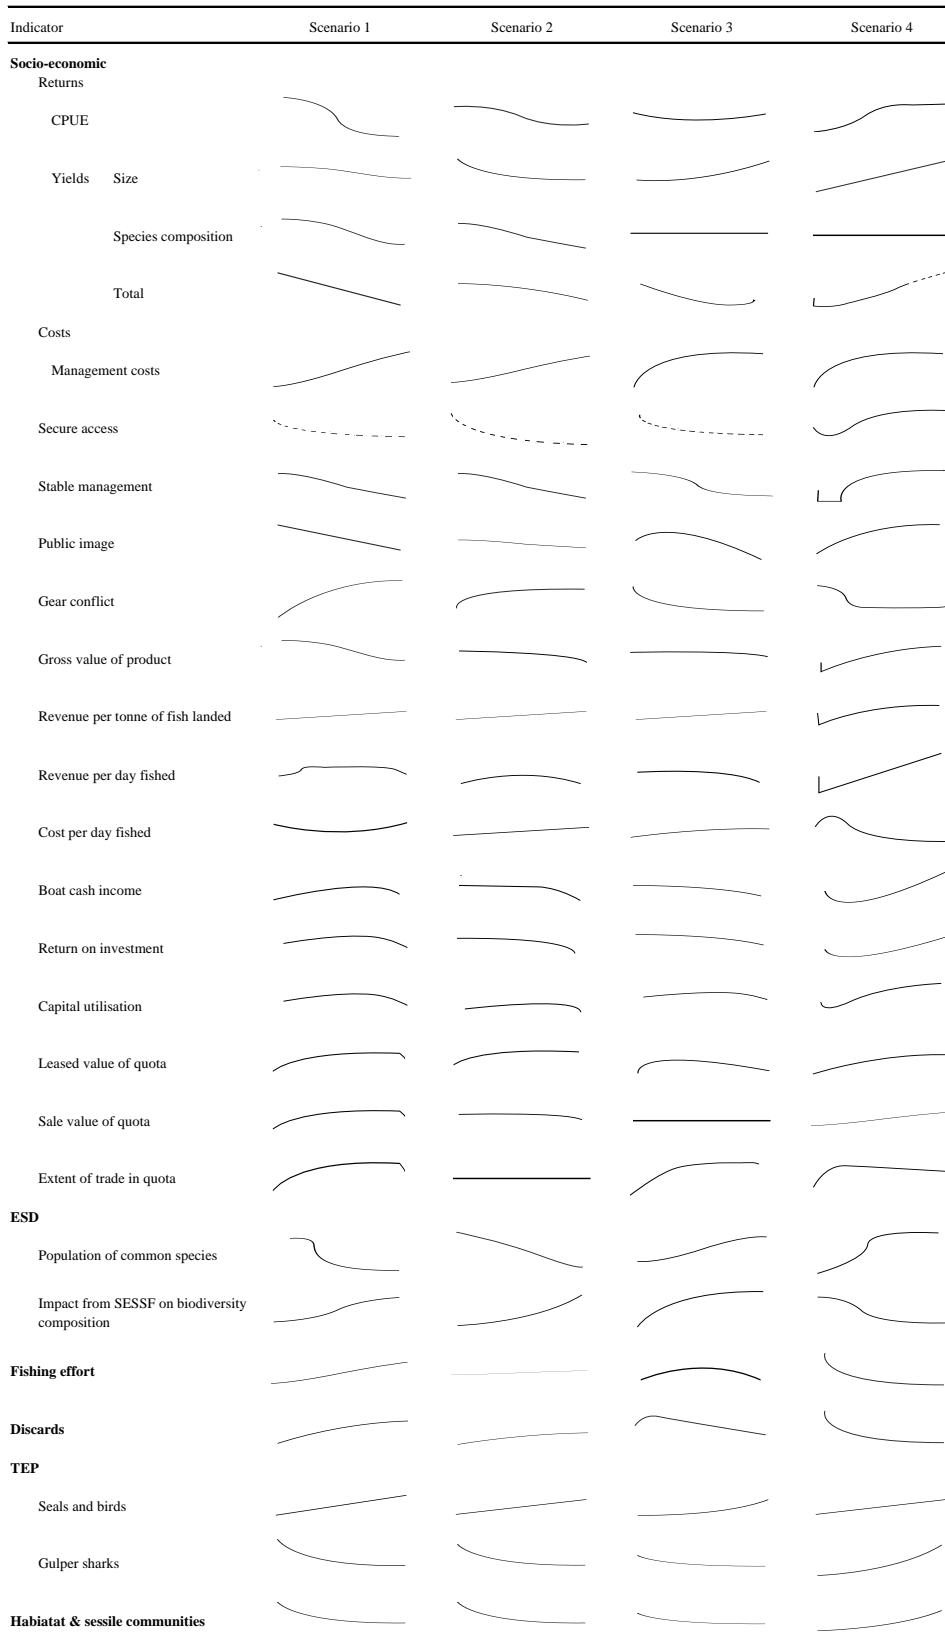 Indicator Scenario 1 Scenario 2 Scenario 3 Scenario 4
Socio-economic
Returns
CPUE
Yields Size
Species composition
Total
Costs
Management costs
Secure access
Stable management
Public image
Gear conflict
Gross value of product
Revenue per tonne of fish landed
Revenue per day fished
Cost per day fished
Boat cash income
Return on investment
Capital utilisation
Leased value of quota
Sale value of quota
Extent of trade in quota
ESD
Population of common species
Impact from SESSF on biodiversity
composition
Fishing effort
Discards
TEP
Seals and birds
Gulper sharks
Habiatat & sessile communities